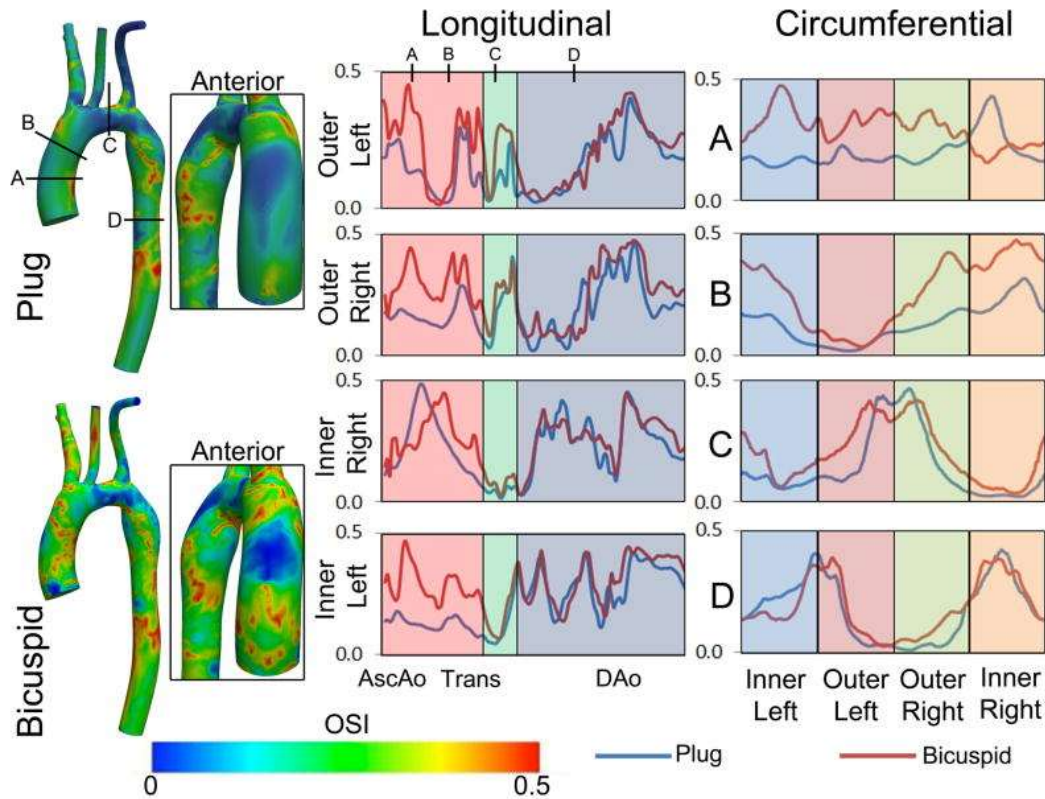 Longitudinal
Circumferential
Anterior
B
A
C
D
Plug
Anterior
Bicuspid
OSI
0
0.5
A
B
C
D
Outer
Left
0.5
0.0
Outer
Right
0.5
0.0
Inner
Right
0.5
0.0
Inner
Left
0.5
0.0
AscAo
Trans
DAo
0.5
A
0.0
0.5
B
0.0
0.5
C
0.0
0.5
D
0.0
Inner
Left
Outer
Left
Outer
Right
Inner
Right
Plug
Bicuspid